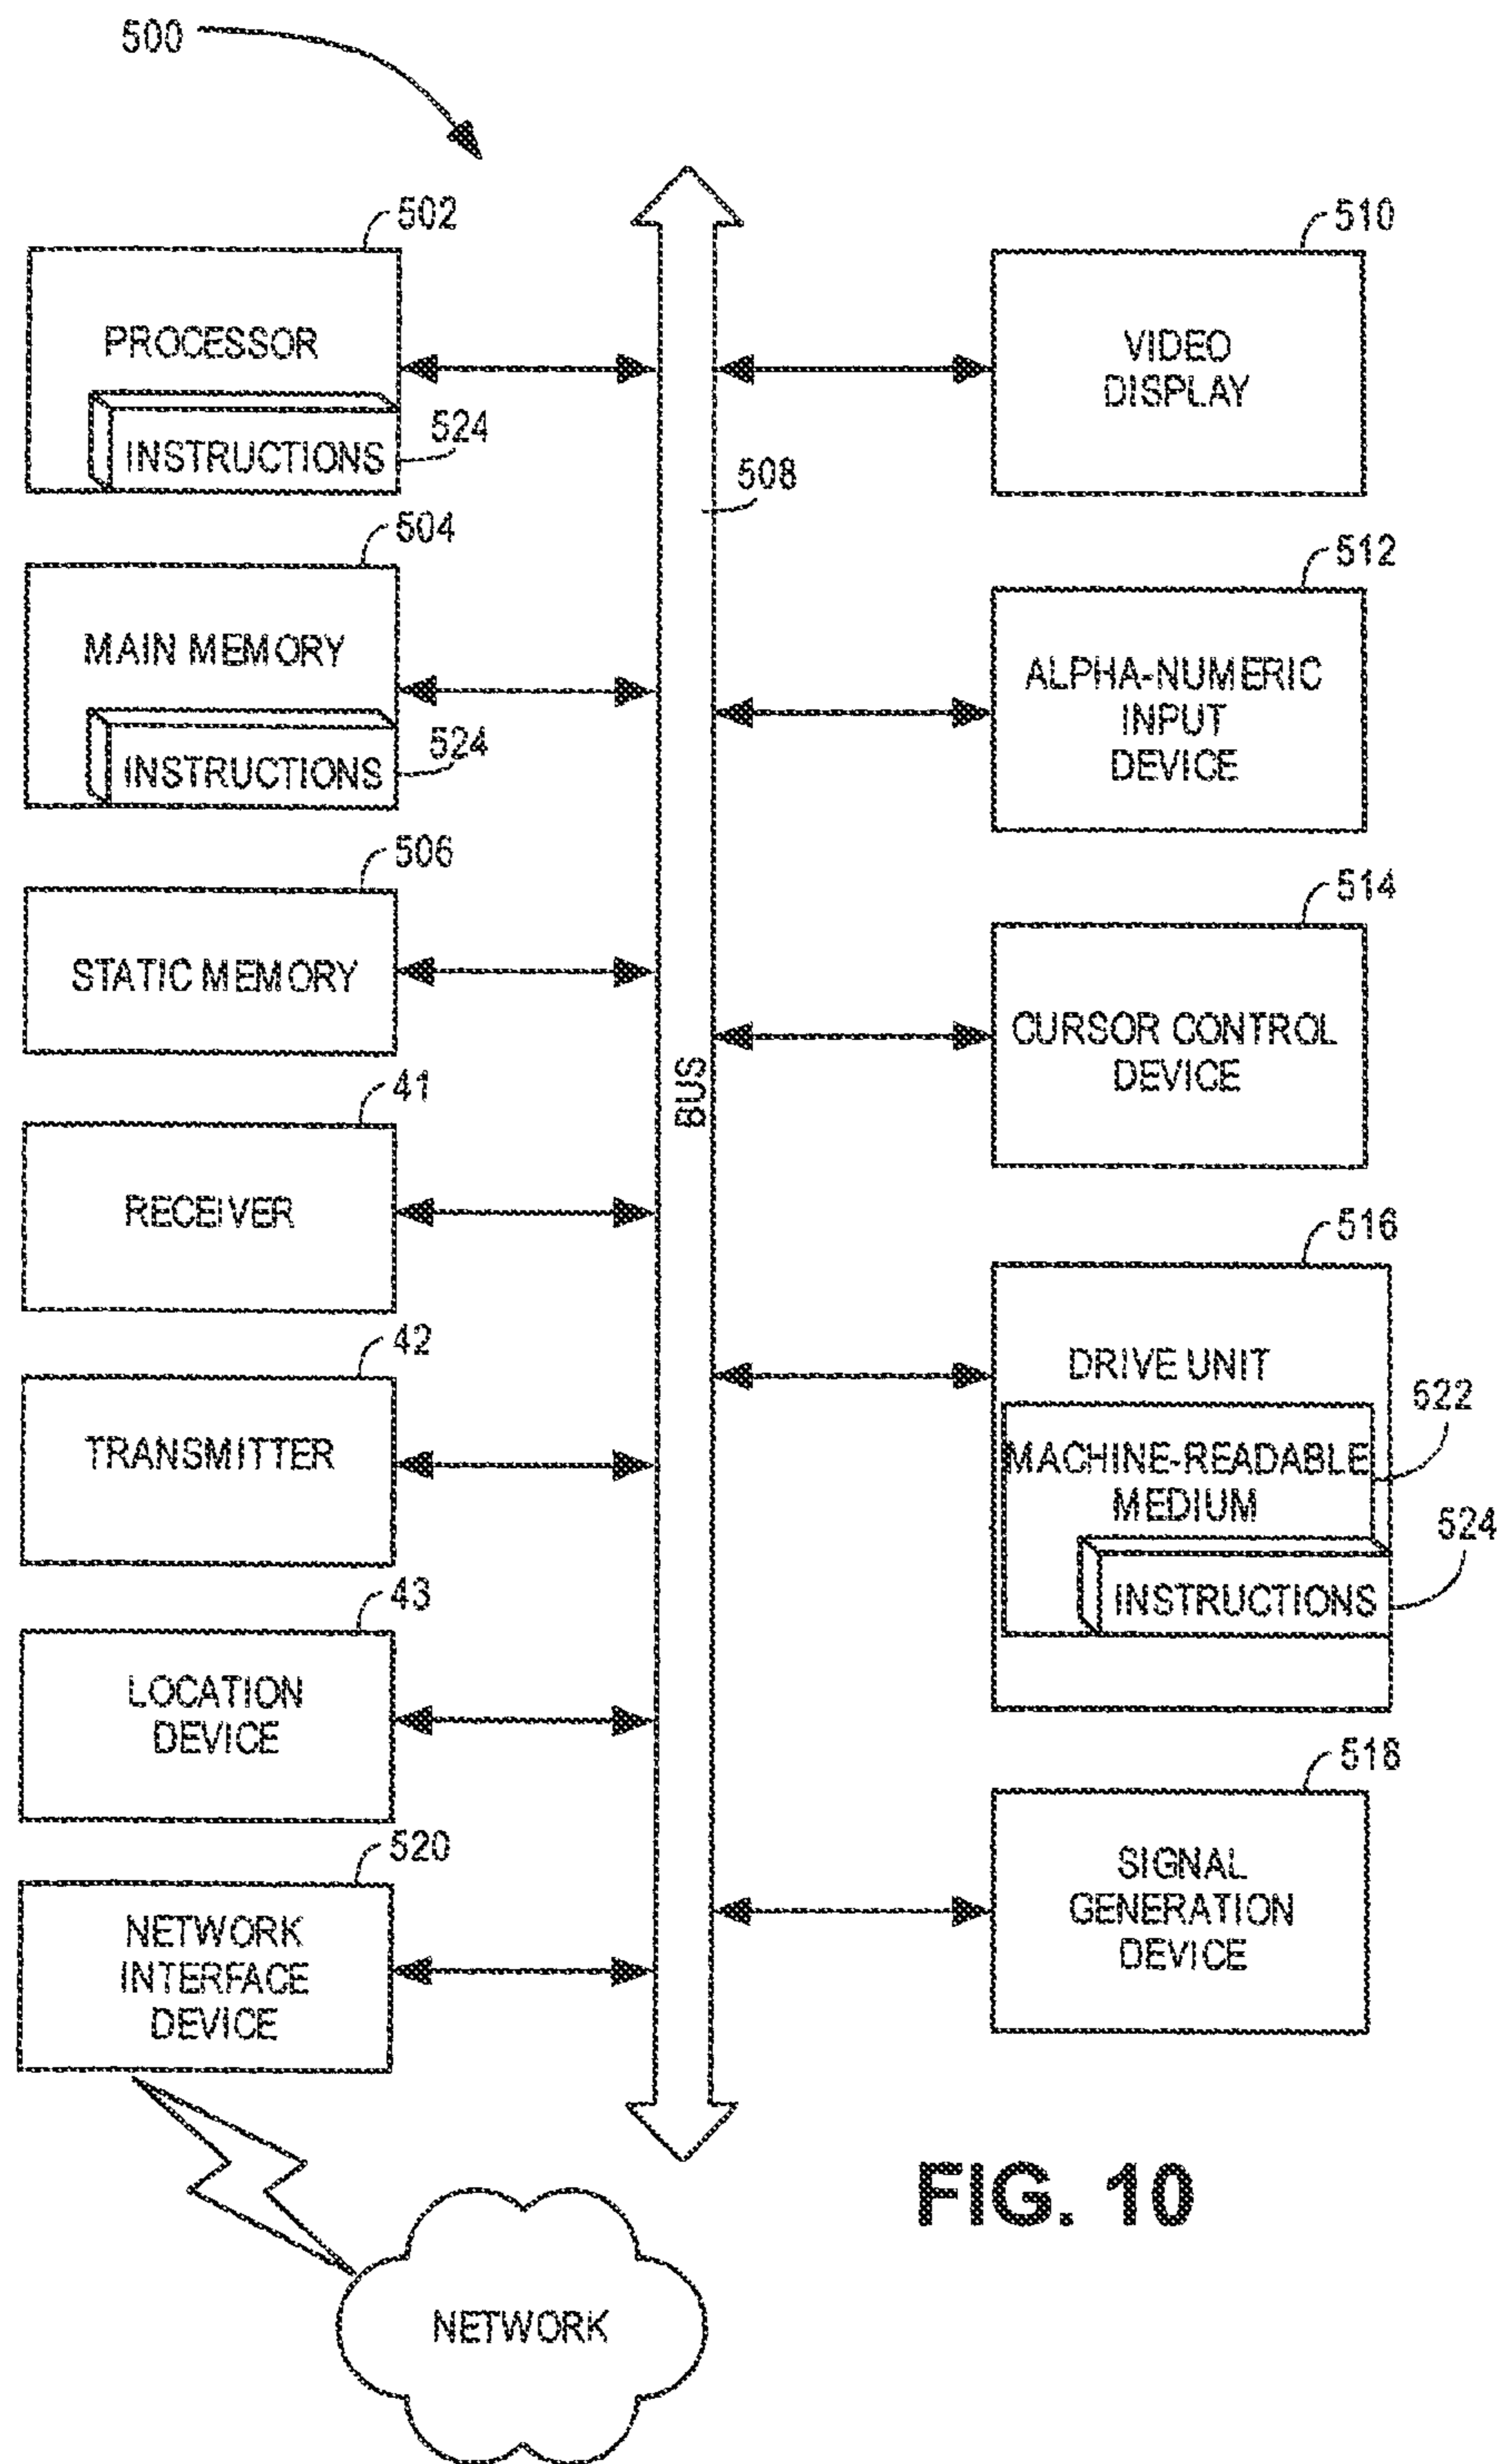 500
502
PROCESSOR
INSTRUCTIONS
524
504
MAIN MEMORY
INSTRUCTIONS
524
506
STATIC MEMORY
41
RECEIVER
42
TRANSMITTER
43
LOCATION
DEVICE
520
NETWORK
INTERFACE
DEVICE
NETWORK
508
BUS
510
VIDEO
DISPLAY
512
ALPHA-NUMERIC
INPUT
DEVICE
514
CURSOR CONTROL
DEVICE
516
DRIVE UNIT
522
MACHINE-READABLE
MEDIUM
INSTRUCTIONS
524
518
SIGNAL
GENERATION
DEVICE
FIG. 10